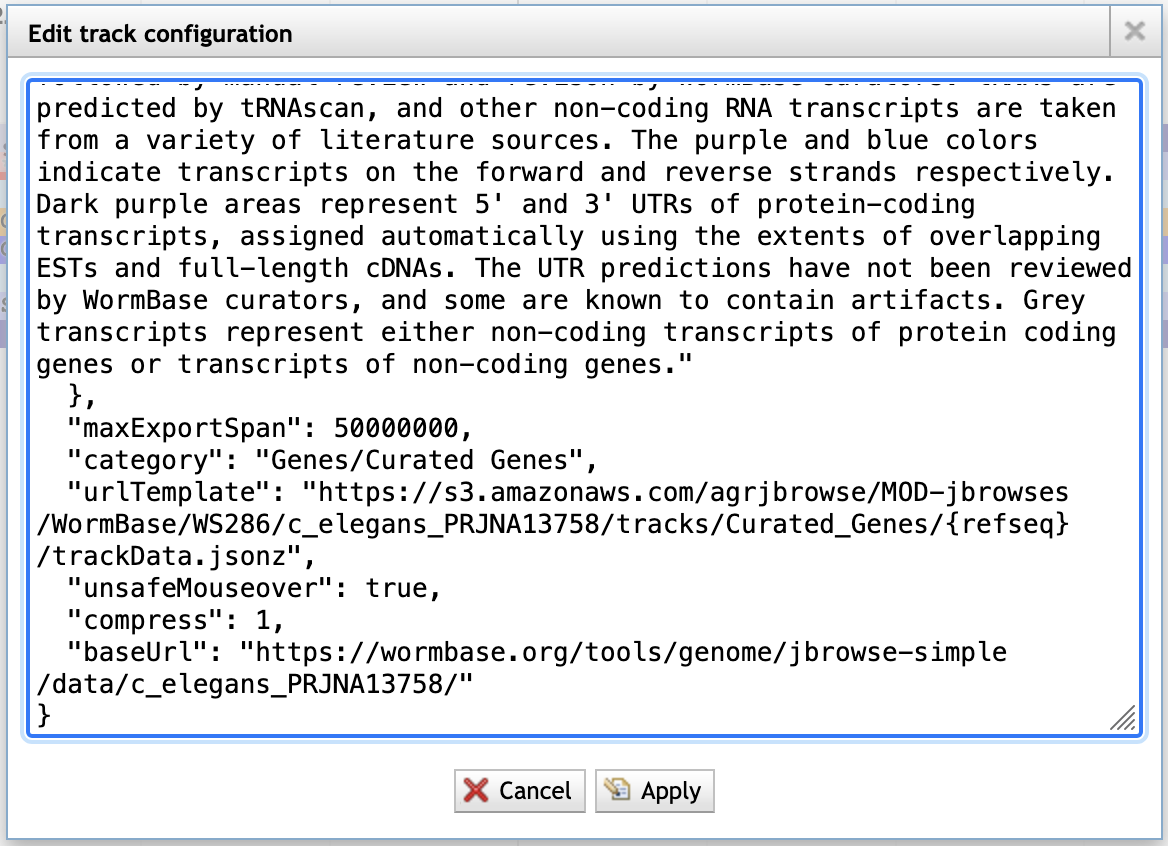 Edit track configuration
predicted by tRNAscan, and other non-coding RNA transcripts are taken
from a variety of literature sources. The purple and blue colors
indicate transcripts on the forward and reverse strands respectively.
Dark purple areas represent 5' and 3' UTRs of protein-coding
transcripts, assigned automatically using the extents of overlapping
ESTs and full-length cDNAs. The UTR predictions have not been reviewed
by WormBase curators, and some are known to contain artifacts. Grey
transcripts represent either non-coding transcripts of protein coding
genes or transcripts of non-coding genes."
  },
  "maxExportSpan": 50000000,
  "category": "Genes/Curated Genes",
  "urlTemplate": "https://s3.amazonaws.com/agrjbrowse/MOD-jbrowses
/WormBase/WS286/c_elegans_PRJNA13758/tracks/Curated_Genes/{refseq}
/trackData.jsonz",
  "unsafeMouseover": true,
  "compress": 1,
  "baseUrl": "https://wormbase.org/tools/genome/jbrowse-simple
/data/c_elegans_PRJNA13758/"
}
Cancel
Apply